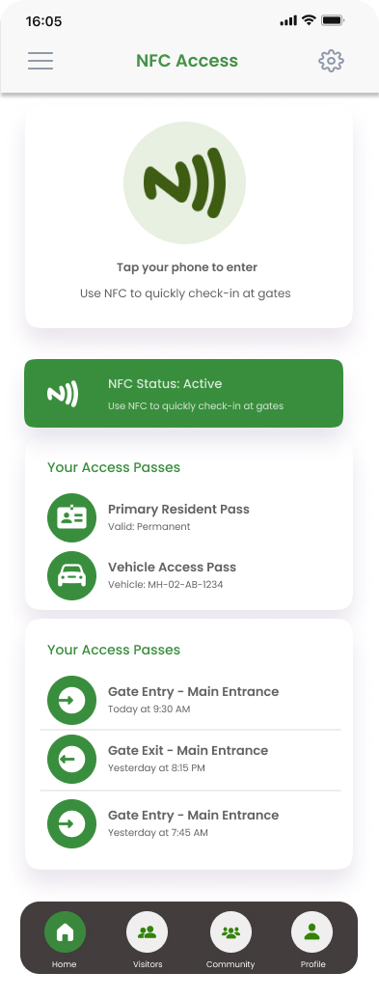 16:05
NFC Access
Tap your phone to enter
Use NFC to quickly check-in at gates
NFC Status: Active
Use NFC to quickly check-in at gates
Your Access Passes
Primary Resident Pass
Valid: Permanent
Vehicle Access Pass
Vehicle: MH-02-AB-1234
Your Access Passes
Gate Entry - Main Entrance
Today at 9:30 AM
Gate Exit - Main Entrance
Yesterday at 8:15 PM
Gate Entry - Main Entrance
Yesterday at 7:45 AM
Home Visitors Community Profile